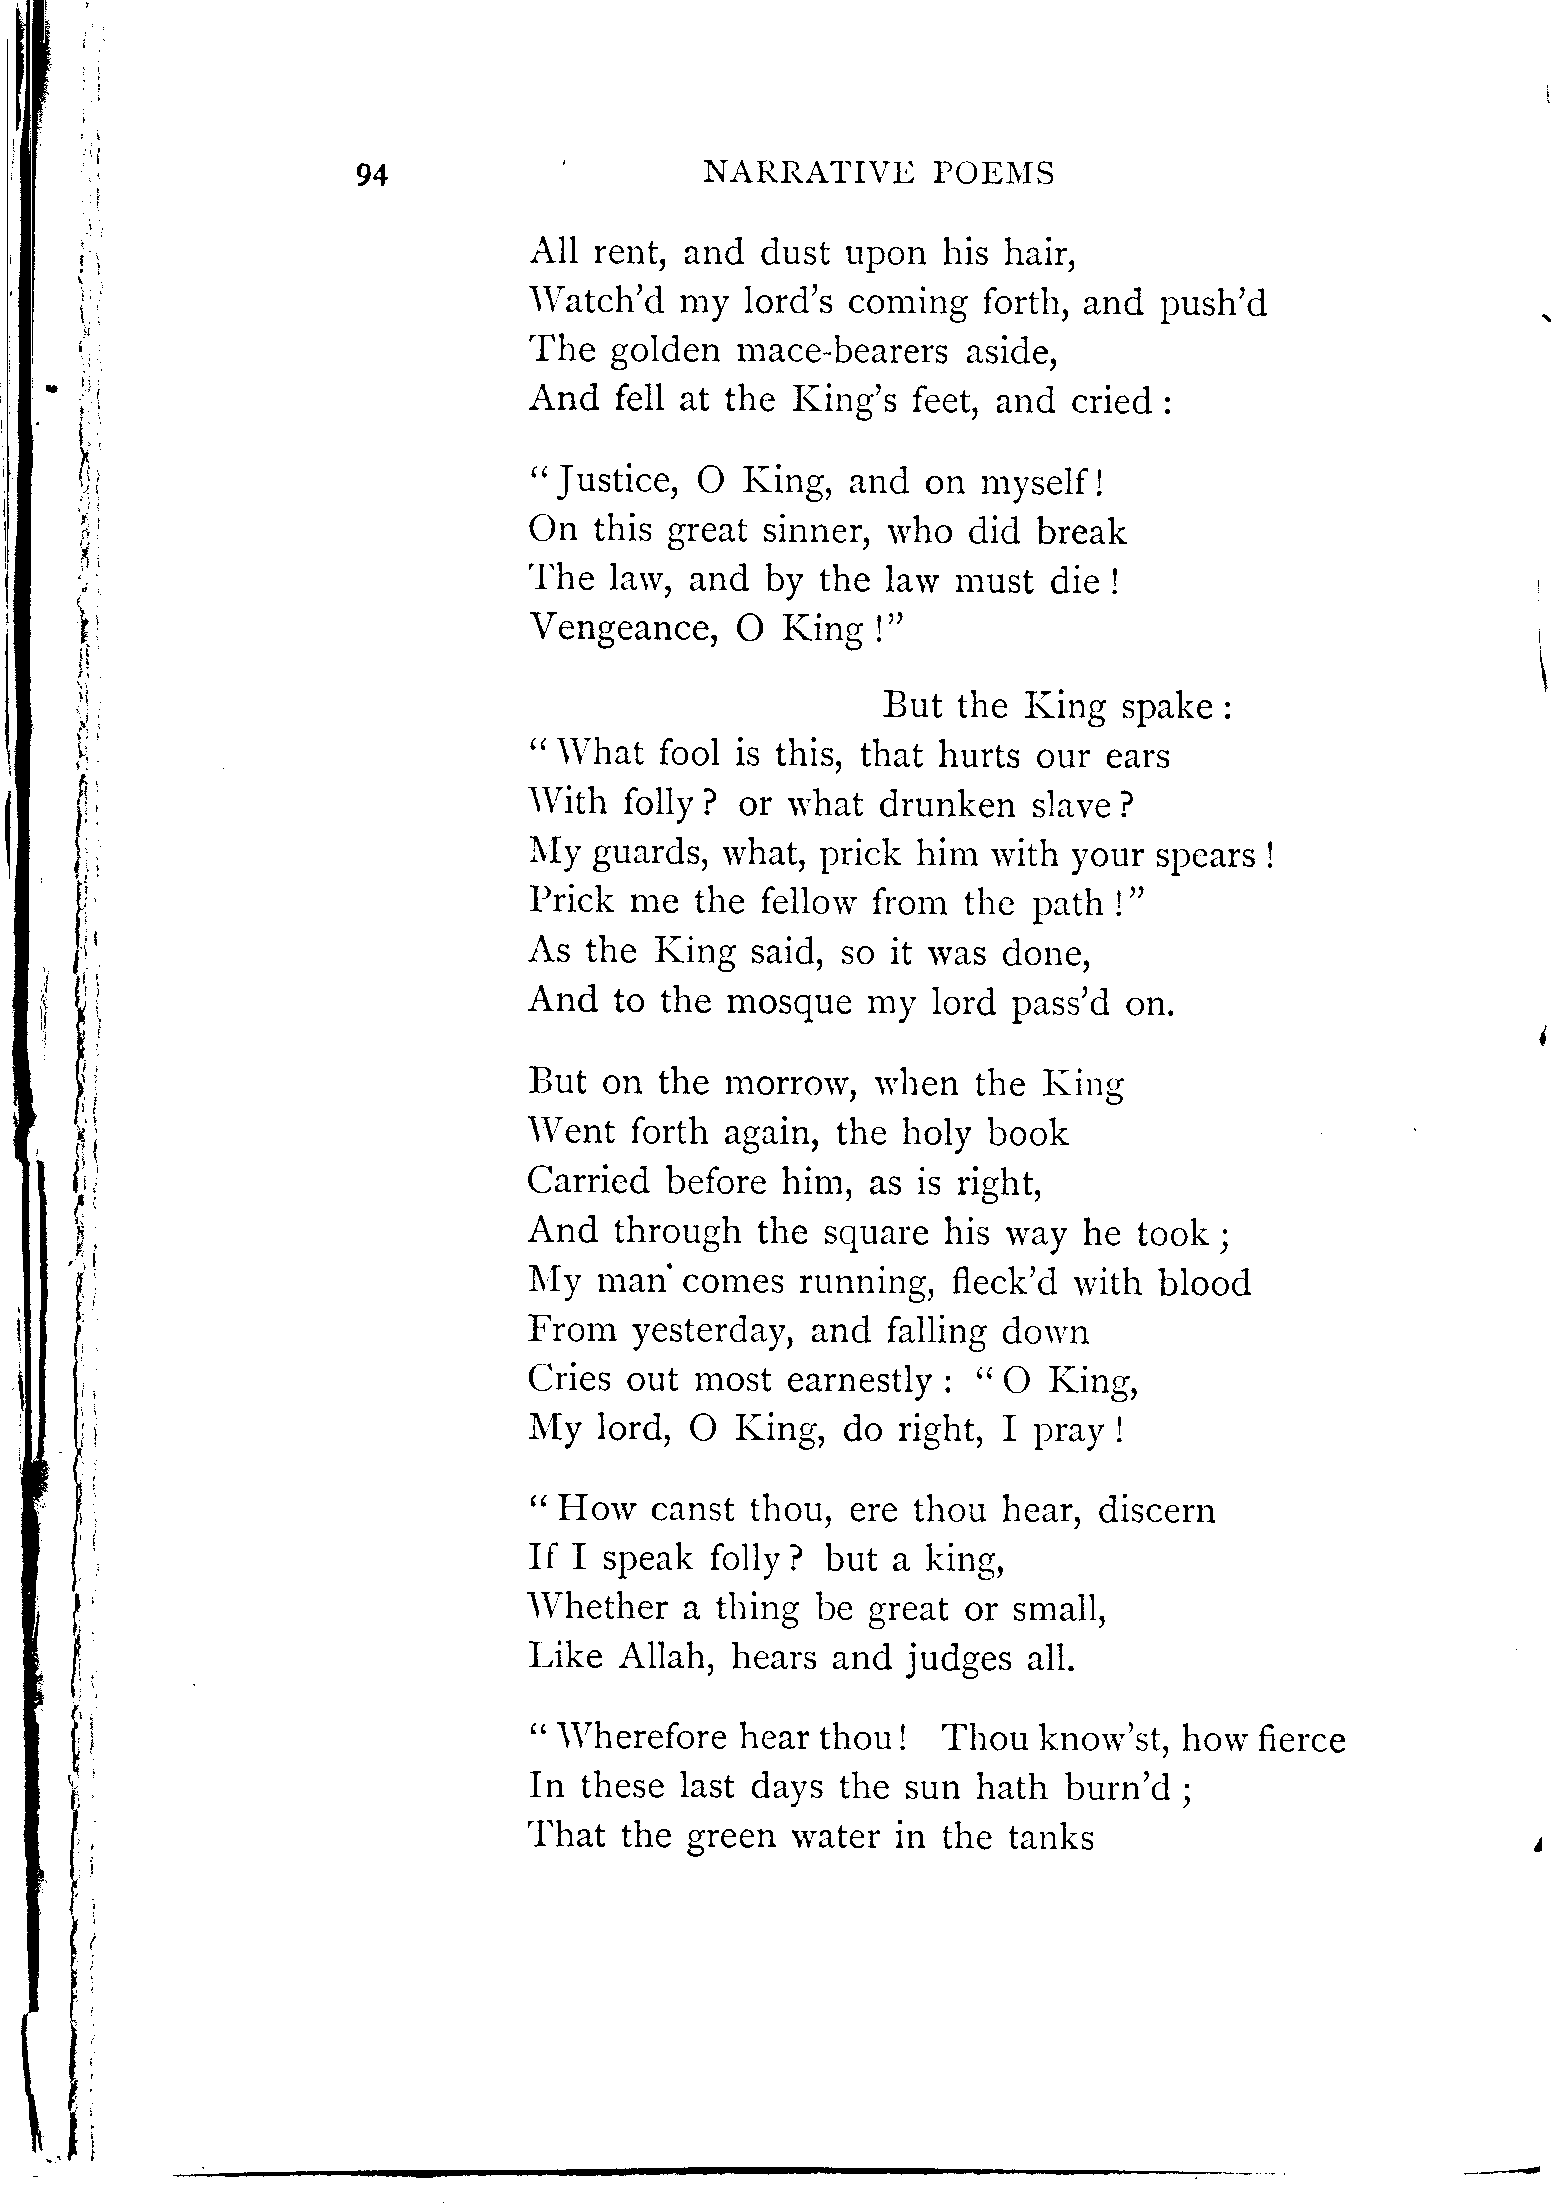 94 NARRATIVE POEMS
All rent, and dust upon his hair,
Watch'd my lord's coming forth, and push'd
The golden mace-bearers aside,
And fell at the King's feet, and cried :
“ Justice, O King, and on myself!
On this great sinner, who did break
The law, and by the law must die !
Vengeance, O King !”
But the King spake :
“ What fool is this, that hurts our ears
With folly ? or what drunken slave ?
My guards, what, prick him with your spears !
Prick me the fellow from the path !”
As the King said, so it was done,
And to the mosque my lord pass'd on.
But on the morrow, when the King
Went forth again, the holy book
Carried before him, as is right,
And through the square his way he took ;
My man comes running, fleck'd with blood
From yesterday, and falling down
Cries out most earnestly : “ O King,
My lord, O King, do right, I pray !
“ How canst thou, ere thou hear, discern
If I speak folly ? but a king,
Whether a thing be great or small,
Like Allah, hears and judges all.
“ Wherefore hear thou! Thou know'st, how fierce
In these last days the sun hath burn'd ;
That the green water in the tanks